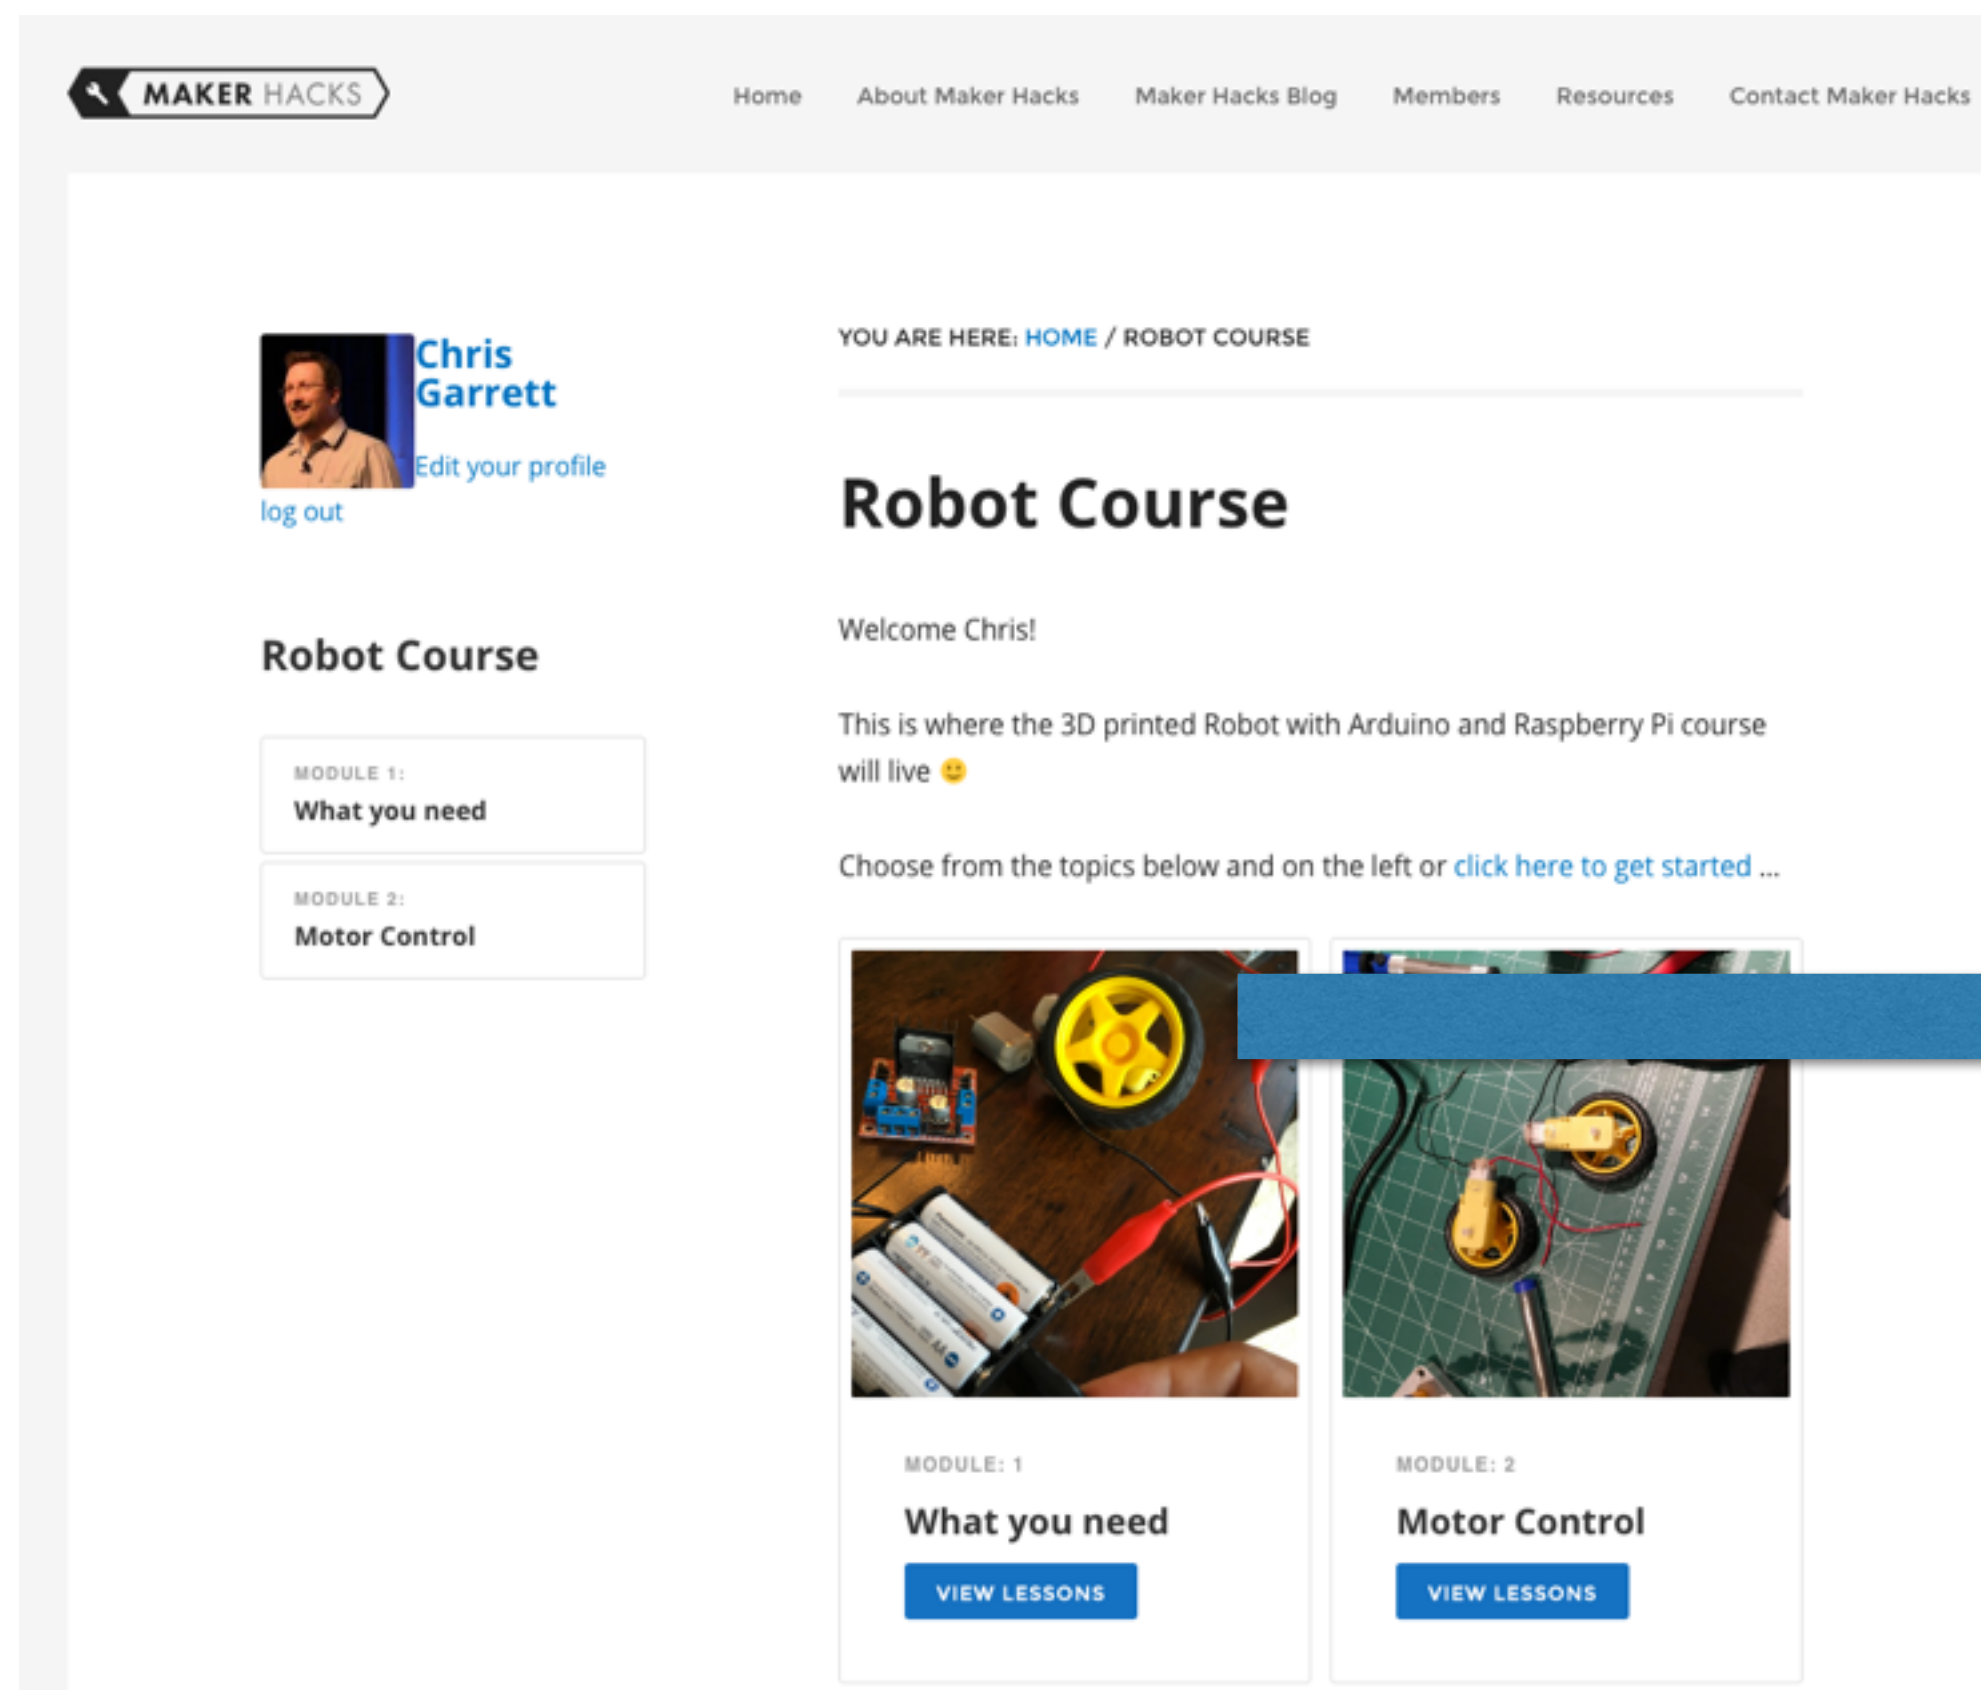 MAKER HACKS
Home About Maker Hacks Maker Hacks Blog Members Resources Contact Maker Hacks
Chris
Garrett
Edit your profile
log out
Robot Course
MODULE 1:
What you need
MODULE 2:
Motor Control
YOU ARE HERE: HOME / ROBOT COURSE
Robot Course
Welcome Chris!
This is where the 3D printed Robot with Arduino and Raspberry Pi course
will live 🙂
Choose from the topics below and on the left or click here to get started ...
MODULE: 1
What you need
VIEW LESSONS
MODULE: 2
Motor Control
VIEW LESSONS